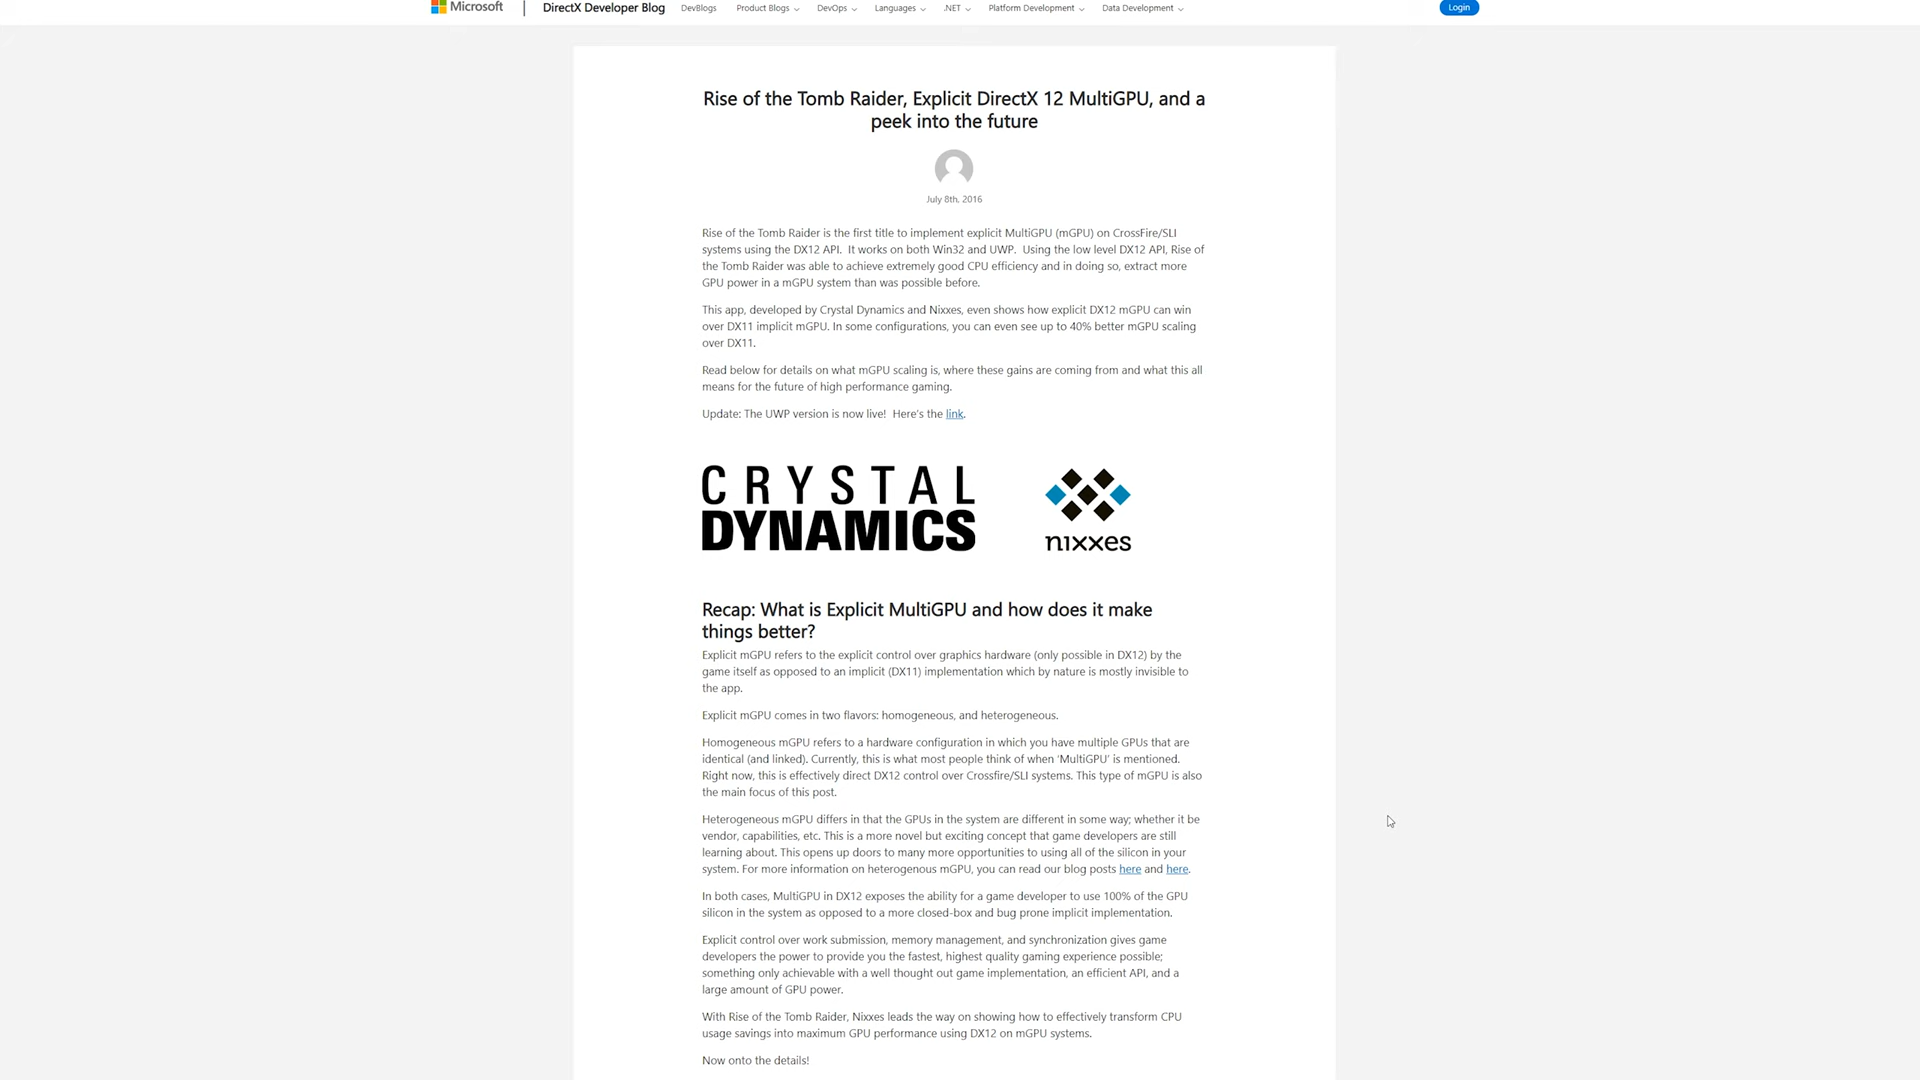 Microsoft
DirectX Developer Blog
DevBlogs
Product Blogs
DevOps
Languages
.NET
Platform Development
Data Development
Login
Rise of the Tomb Raider, Explicit DirectX 12 MultiGPU, and a
peek into the future
July 8th, 2016
Rise of the Tomb Raider is the first title to implement explicit MultiGPU (mGPU) on CrossFire/SLI
systems using the DX12 API.  It works on both Win32 and UWP.  Using the low level DX12 API, Rise of
the Tomb Raider was able to achieve extremely good CPU efficiency and in doing so, extract more
GPU power in a mGPU system than was possible before.
This app, developed by Crystal Dynamics and Nixxes, even shows how explicit DX12 mGPU can win
over DX11 implicit mGPU. In some configurations, you can even see up to 40% better mGPU scaling
over DX11.
Read below for details on what mGPU scaling is, where these gains are coming from and what this all
means for the future of high performance gaming.
Update: The UWP version is now live!  Here's the link.
CRYSTAL
DYNAMICS
nixxes
Recap: What is Explicit MultiGPU and how does it make
things better?
Explicit mGPU refers to the explicit control over graphics hardware (only possible in DX12) by the
game itself as opposed to an implicit (DX11) implementation which by nature is mostly invisible to
the app.
Explicit mGPU comes in two flavors: homogeneous, and heterogeneous.
Homogeneous mGPU refers to a hardware configuration in which you have multiple GPUs that are
identical (and linked). Currently, this is what most people think of when 'MultiGPU' is mentioned.
Right now, this is effectively direct DX12 control over Crossfire/SLI systems. This type of mGPU is also
the main focus of this post.
Heterogeneous mGPU differs in that the GPUs in the system are different in some way; whether it be
vendor, capabilities, etc. This is a more novel but exciting concept that game developers are still
learning about. This opens up doors to many more opportunities to using all of the silicon in your
system. For more information on heterogenous mGPU, you can read our blog posts here and here.
In both cases, MultiGPU in DX12 exposes the ability for a game developer to use 100% of the GPU
silicon in the system as opposed to a more closed-box and bug prone implicit implementation.
Explicit control over work submission, memory management, and synchronization gives game
developers the power to provide you the fastest, highest quality gaming experience possible;
something only achievable with a well thought out game implementation, an efficient API, and a
large amount of GPU power.
With Rise of the Tomb Raider, Nixxes leads the way on showing how to effectively transform CPU
usage savings into maximum GPU performance using DX12 on mGPU systems.
Now onto the details!